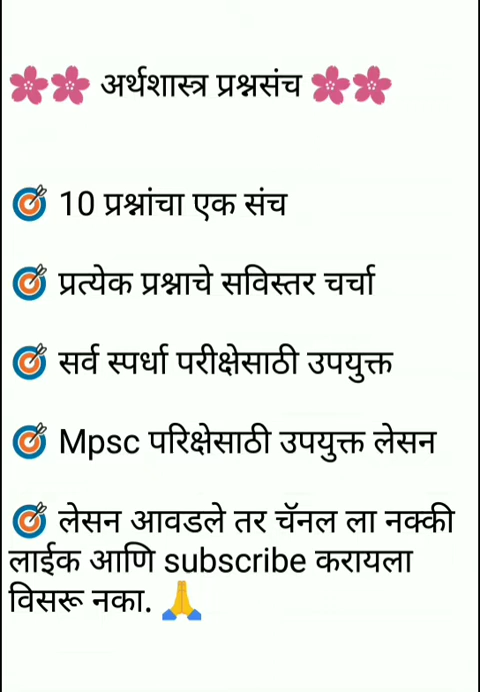 🌸🌸 अर्थशास्त्र प्रश्नसंच 🌸🌸
🎯 10 प्रश्नांचा एक संच
🎯 प्रत्येक प्रश्नाचे सविस्तर चर्चा
🎯 सर्व स्पर्धा परीक्षेसाठी उपयुक्त
🎯 Mpsc परिक्षेसाठी उपयुक्त लेसन
🎯 लेसन आवडले तर चॅनल ला नक्की
लाईक आणि subscribe करायला
विसरू नका. 🙏